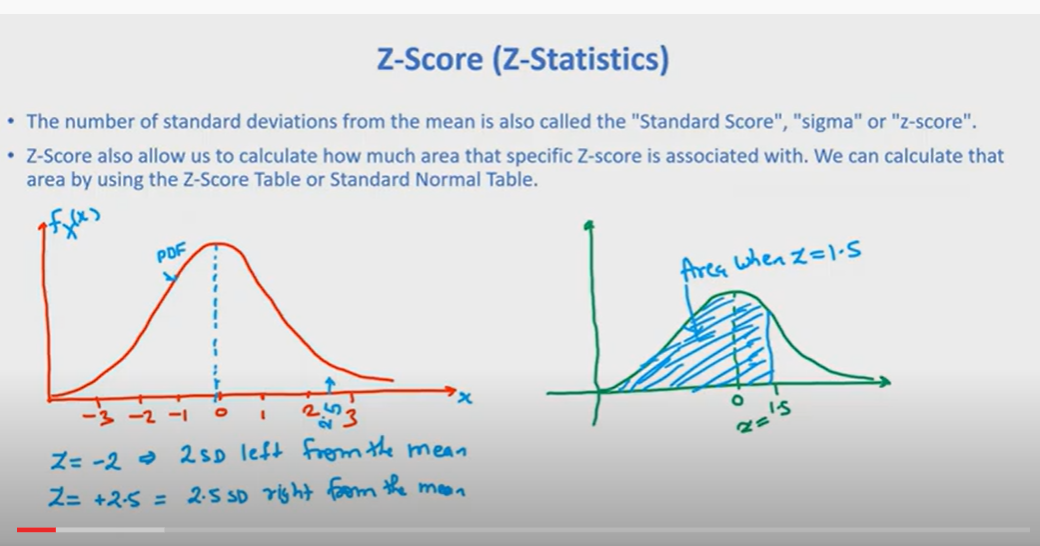 Z-Score (Z-Statistics)
• The number of standard deviations from the mean is also called the "Standard Score", "sigma" or "z-score".
• Z-Score also allow us to calculate how much area that specific Z-score is associated with. We can calculate that
area by using the Z-Score Table or Standard Normal Table.
fx(x)
PDF
-3 -2 -1 0 1 2 2.5 3
x
Z= -2 ⇒ 2 SD left from the mean
Z= +2.5 = 2.5 SD right from the mean
Area when Z=1.5
0 1.5
z=